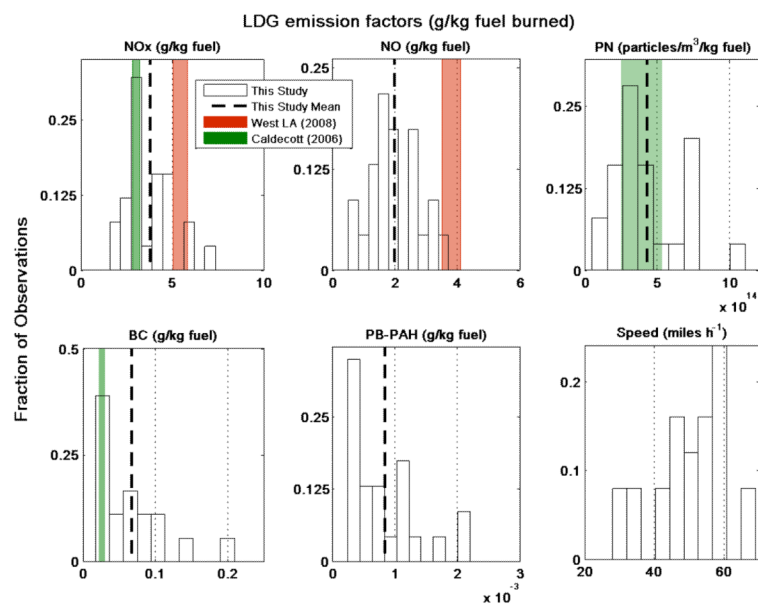 LDG emission factors (g/kg fuel burned)
NOx (g/kg fuel)
NO (g/kg fuel)
PN (particles/m³/kg fuel)
0.25
0.125
0
0
5
10
This Study
This Study Mean
West LA (2008)
Caldecott (2006)
0.25
0.125
0
0
2
4
6
0.25
0.125
0
0
5
10
x 10¹⁴
Fraction of Observations
BC (g/kg fuel)
PB-PAH (g/kg fuel)
Speed (miles h⁻¹)
0.5
0.25
0
0
0.1
0.2
0.25
0.125
0
0
1
2
3
x 10⁻³
0.2
0.1
0
20
40
60